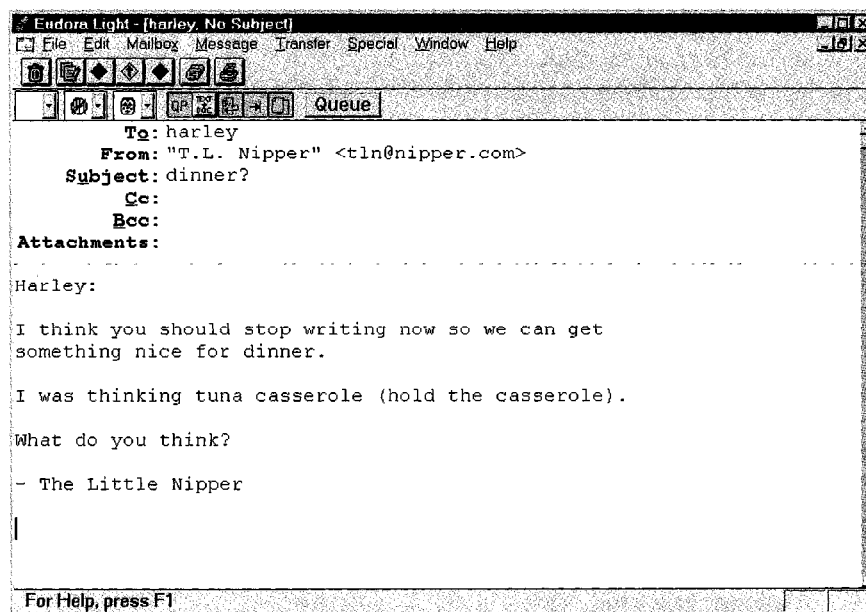 Eudora Light - [harley, No Subject]
File Edit Mailbox Message Transfer Special Window Help
QP Queue
To: harley
From: "T.L. Nipper" <tln@nipper.com>
Subject: dinner?
Cc:
Bcc:
Attachments:
Harley:
I think you should stop writing now so we can get
something nice for dinner.
I was thinking tuna casserole (hold the casserole).
What do you think?
- The Little Nipper
For Help, press F1